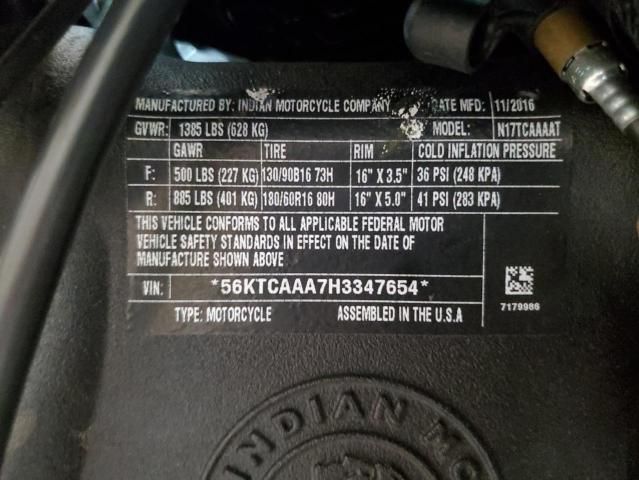 MANUFACTURED BY: INDIAN MOTORCYCLE COMPANY DATE MFD: 11/2016
GVWR: 1385 LBS (628 KG) MODEL: N17TCAAAAT
GAWR TIRE RIM COLD INFLATION PRESSURE
F: 500 LBS (227 KG) 130/90B16 73H 16" X 3.5" 36 PSI (248 KPA)
R: 885 LBS (401 KG) 180/60R16 80H 16" X 5.0" 41 PSI (283 KPA)
THIS VEHICLE CONFORMS TO ALL APPLICABLE FEDERAL MOTOR
VEHICLE SAFETY STANDARDS IN EFFECT ON THE DATE OF
MANUFACTURE SHOWN ABOVE
VIN: *56KTCAAA7H3347654*
7179986
TYPE: MOTORCYCLE ASSEMBLED IN THE U.S.A
INDIAN MO